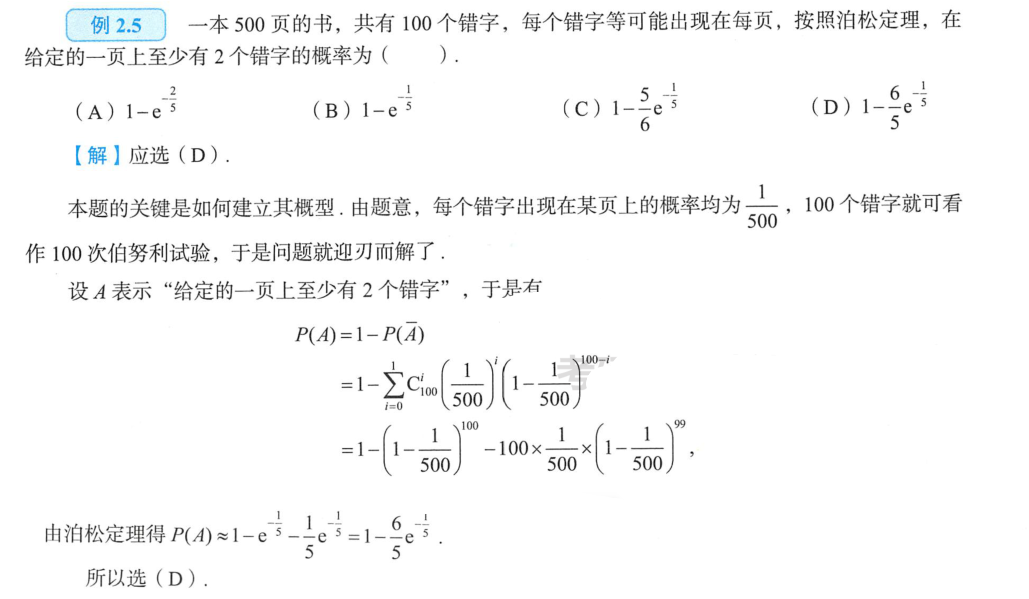 例 2.5 一本 500 页的书，共有 100 个错字，每个错字等可能出现在每页，按照泊松定理，在
给定的一页上至少有 2 个错字的概率为（  ）.
（A）1−e^{−2/5} （B）1−e^{−1/5} （C）1−\frac{5}{6}e^{−1/5} （D）1−\frac{6}{5}e^{−1/5}
【解】应选（D）.
本题的关键是如何建立其概型. 由题意，每个错字出现在某页上的概率均为 \frac{1}{500}，100 个错字就可看
作 100 次伯努利试验，于是问题就迎刃而解了.
设 A 表示“给定的一页上至少有 2 个错字”，于是有
P(A)=1−P(\overline{A})
=1−\sum_{i=0}^{1}C_{100}^{i}\left(\frac{1}{500}\right)^{i}\left(1−\frac{1}{500}\right)^{100−i}
=1−\left(1−\frac{1}{500}\right)^{100}−100×\frac{1}{500}×\left(1−\frac{1}{500}\right)^{99}，
由泊松定理得 P(A)≈1−e^{−1/5}−\frac{1}{5}e^{−1/5}=1−\frac{6}{5}e^{−1/5}.
所以选（D）.